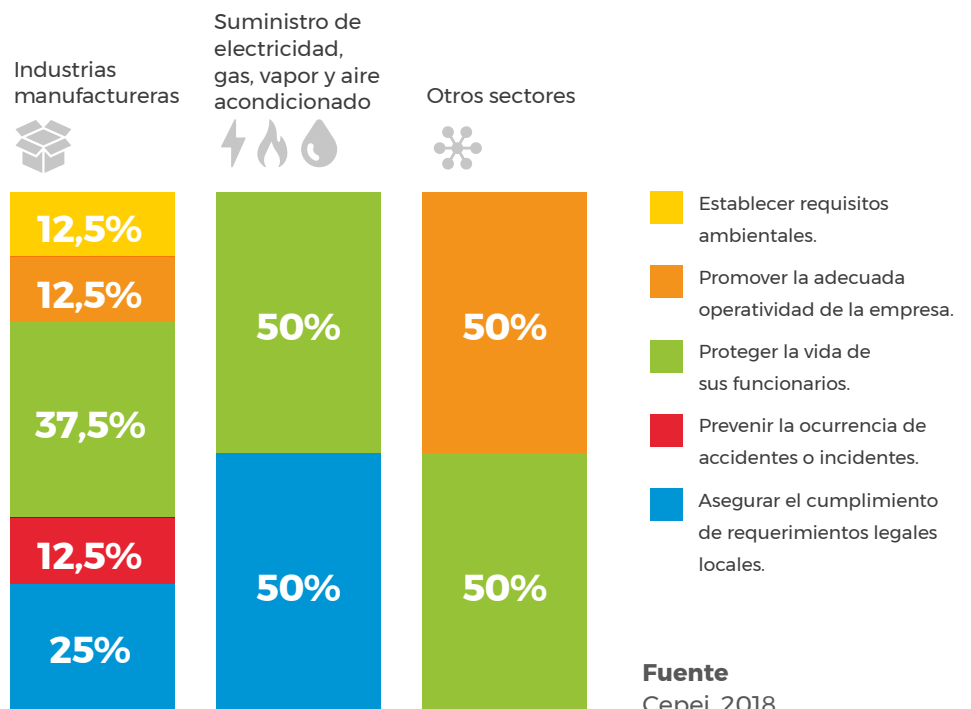 Industrias
manufactureras
Suministro de
electricidad,
gas, vapor y aire
acondicionado
Otros sectores
12,5%
12,5%
37,5%
12,5%
25%
50%
50%
50%
50%
Establecer requisitos
ambientales.
Promover la adecuada
operatividad de la empresa.
Proteger la vida de
sus funcionarios.
Prevenir la ocurrencia de
accidentes o incidentes.
Asegurar el cumplimiento
de requerimientos legales
locales.
Fuente
Cepei, 2018